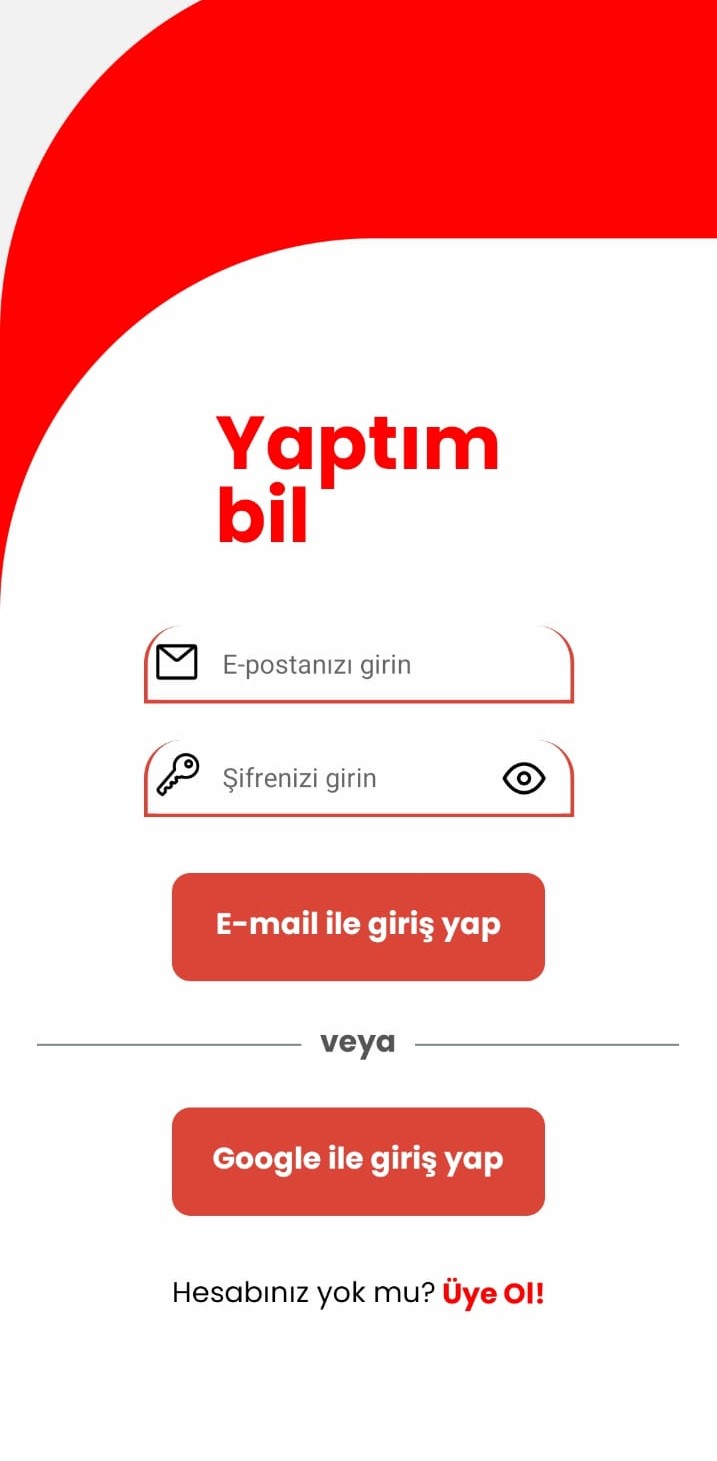 Yaptım
bil
E-postanızı girin
Şifrenizi girin
E-mail ile giriş yap
veya
Google ile giriş yap
Hesabınız yok mu? Üye Ol!